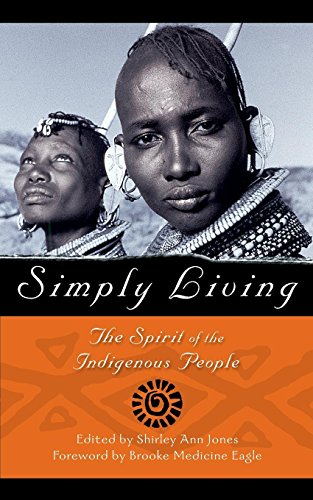 Simply Living
The Spirit of the
Indigenous People
Edited by Shirley Ann Jones
Foreword by Brooke Medicine Eagle